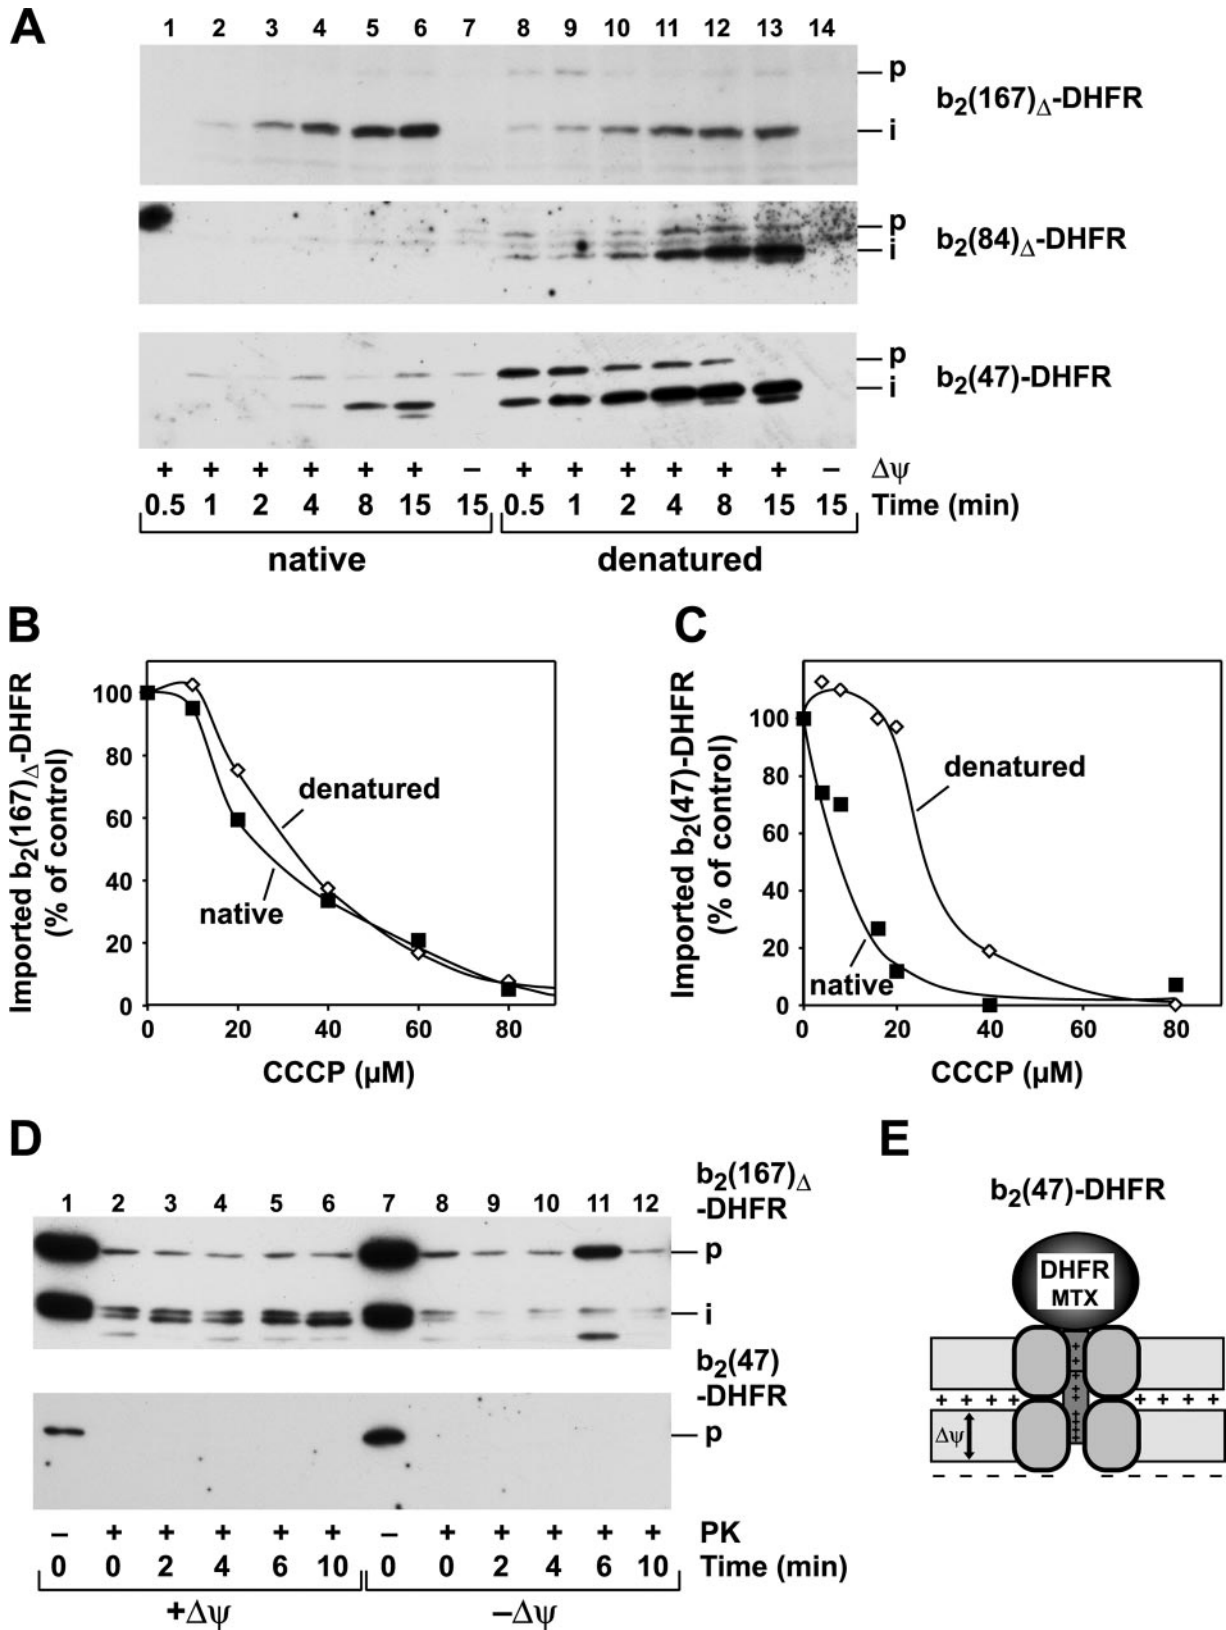 A
1 2 3 4 5 6 7 8 9 10 11 12 13 14
p
i
b2(167)Δ-DHFR
p
i
b2(84)Δ-DHFR
p
i
b2(47)-DHFR
+ + + + + + – + + + + + + – Δψ
0.5 1 2 4 8 15 15 0.5 1 2 4 8 15 15 Time (min)
native denatured
B
Imported b2(167)Δ-DHFR
(% of control)
100
80
60
40
20
0
denatured
native
0 20 40 60 80
CCCP (μM)
C
Imported b2(47)-DHFR
(% of control)
100
80
60
40
20
0
denatured
native
0 20 40 60 80
CCCP (μM)
D
1 2 3 4 5 6 7 8 9 10 11 12
b2(167)Δ
-DHFR
p
i
b2(47)
-DHFR
p
– + + + + + – + + + + + PK
0 0 2 4 6 10 0 0 2 4 6 10 Time (min)
+Δψ –Δψ
E
b2(47)-DHFR
DHFR
MTX
+
+
+
+
+ + + + + + + +
+
+
+
+
Δψ
– – – – – – – – – –